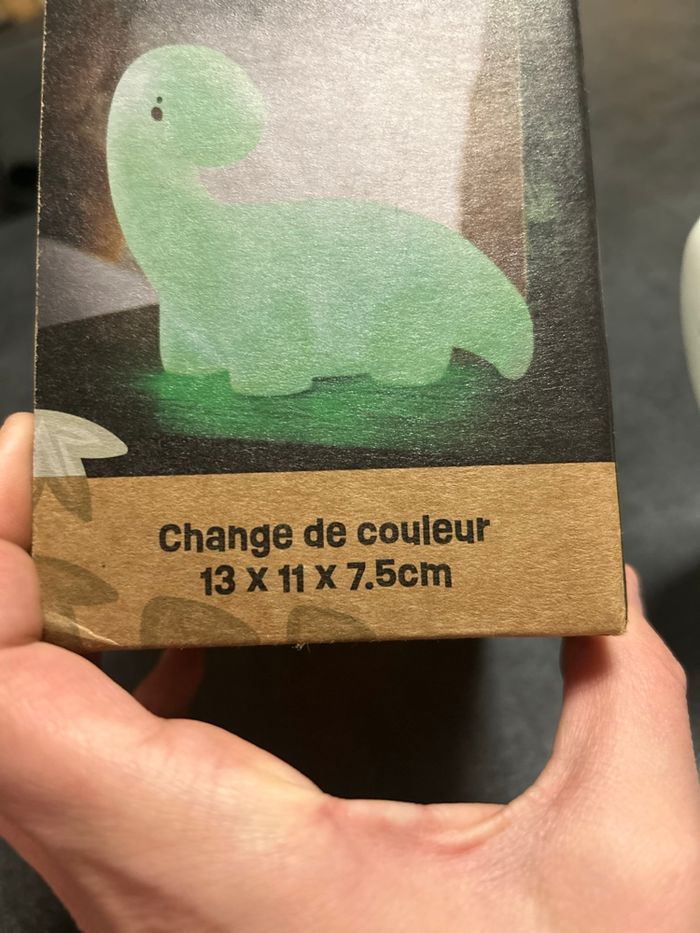 Change de couleur
13 x 11 x 7.5cm